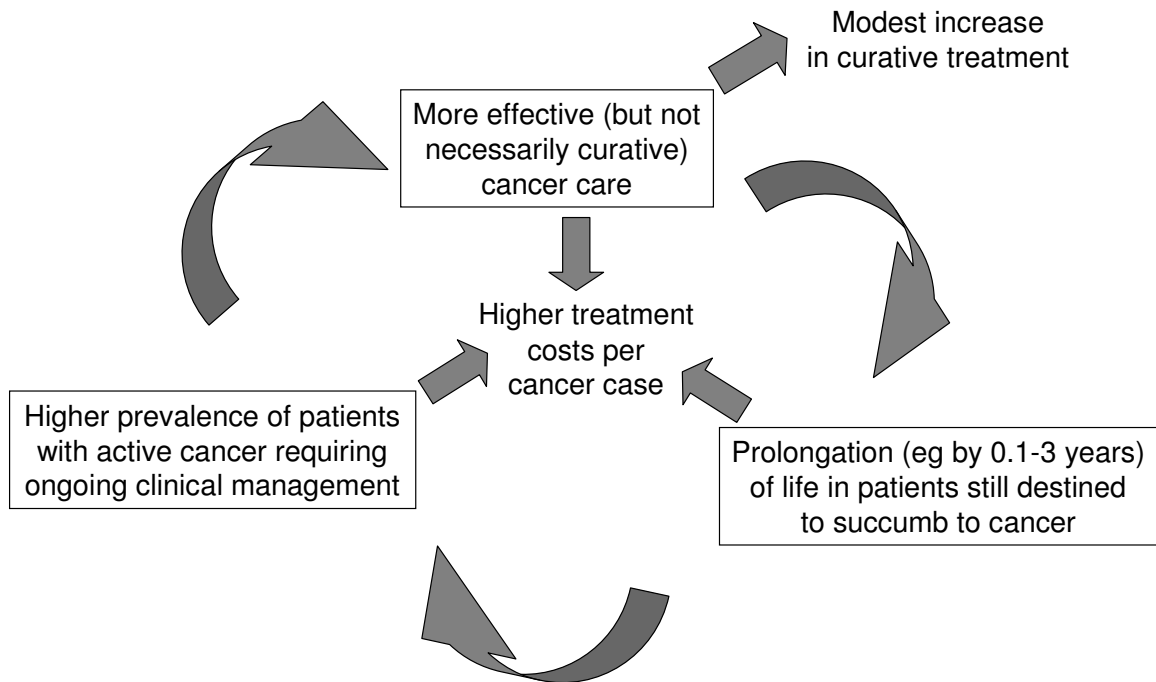 Modest increase
in curative treatment
More effective (but not
necessarily curative)
cancer care
Higher treatment
costs per
cancer case
Higher prevalence of patients
with active cancer requiring
ongoing clinical management
Prolongation (eg by 0.1-3 years)
of life in patients still destined
to succumb to cancer